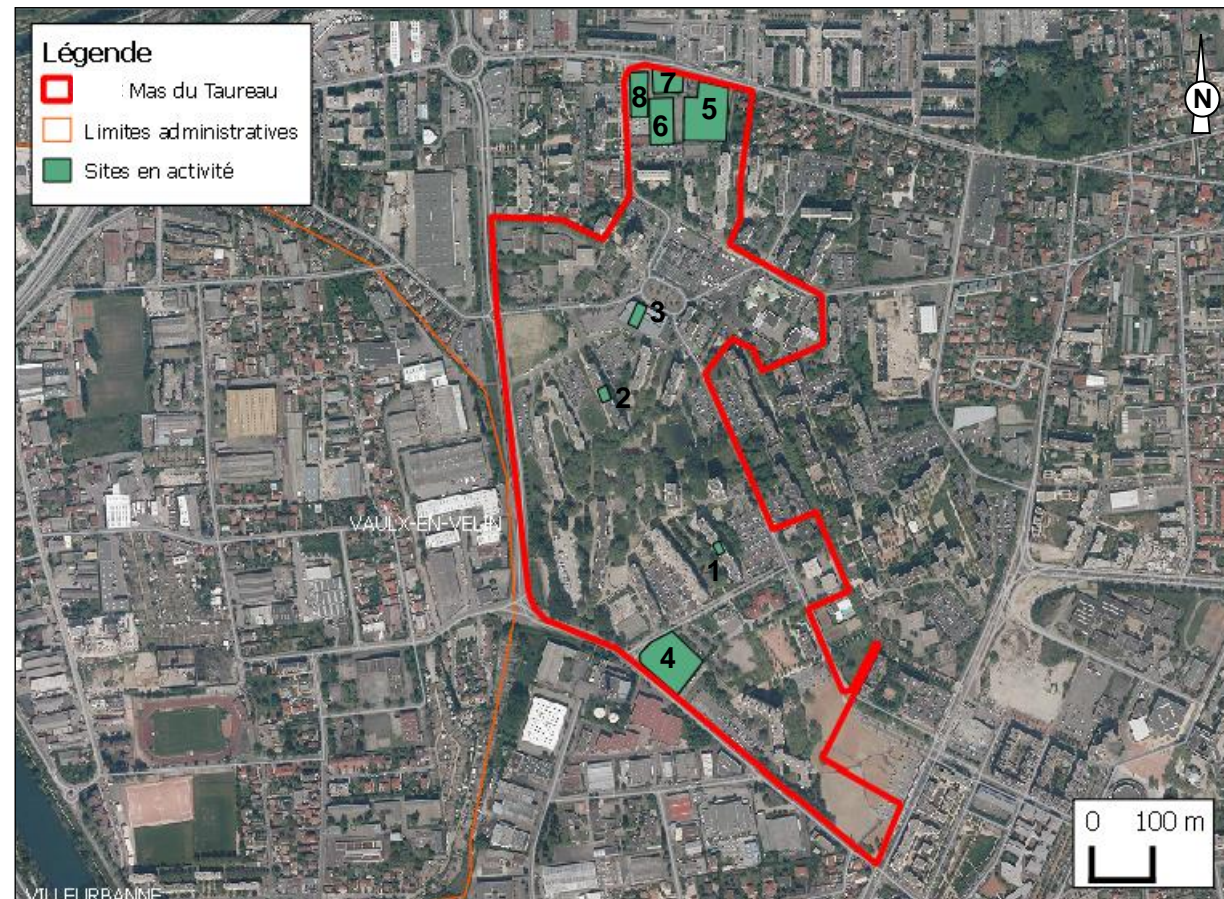 Légende
Mas du Taureau
Limites administratives
Sites en activité
N
7
8
5
6
3
2
VAULX-EN-VELIN
1
4
0 100 m
VILLEURBANNE